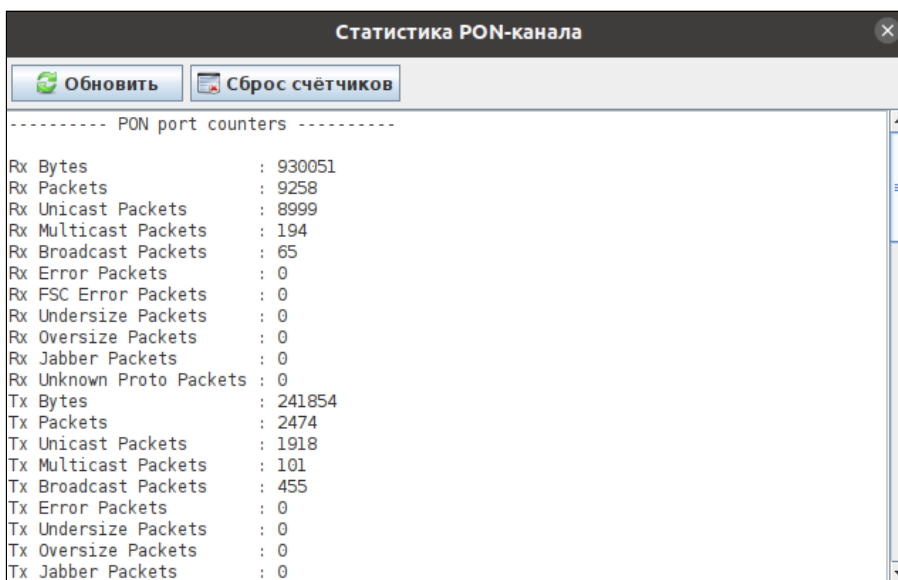 Статистика PON-канала
Обновить Сброс счётчиков
---------- PON port counters ----------
Rx Bytes : 930051
Rx Packets : 9258
Rx Unicast Packets : 8999
Rx Multicast Packets : 194
Rx Broadcast Packets : 65
Rx Error Packets : 0
Rx FSC Error Packets : 0
Rx Undersize Packets : 0
Rx Oversize Packets : 0
Rx Jabber Packets : 0
Rx Unknown Proto Packets : 0
Tx Bytes : 241854
Tx Packets : 2474
Tx Unicast Packets : 1918
Tx Multicast Packets : 101
Tx Broadcast Packets : 455
Tx Error Packets : 0
Tx Undersize Packets : 0
Tx Oversize Packets : 0
Tx Jabber Packets : 0